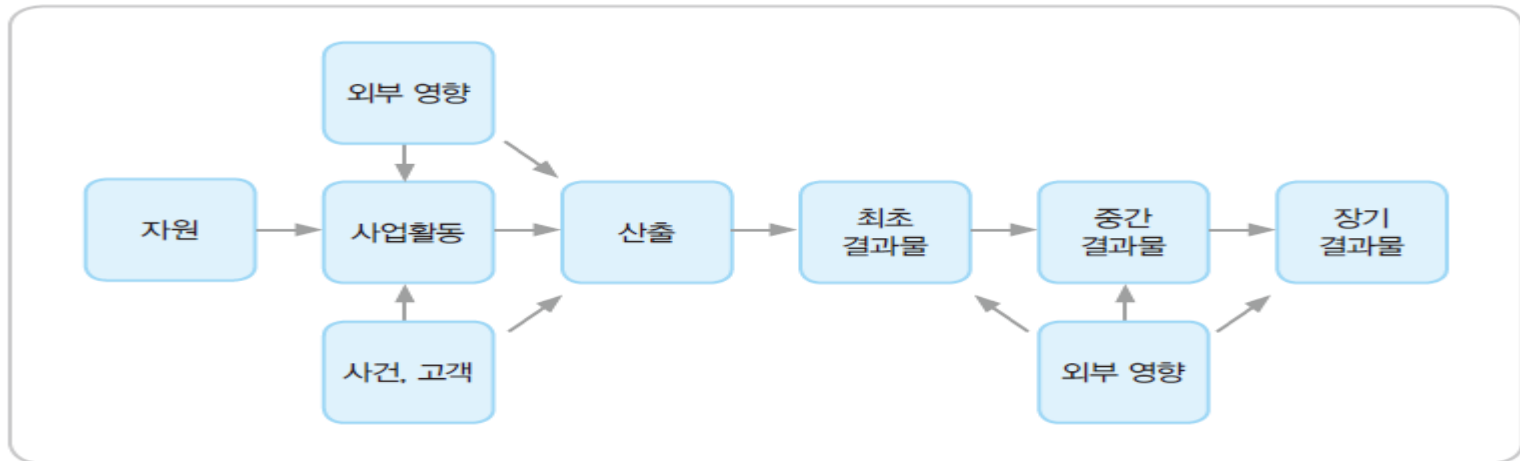 외부 영향
자원
사업활동
산출
최초
결과물
중간
결과물
장기
결과물
사건, 고객
외부 영향